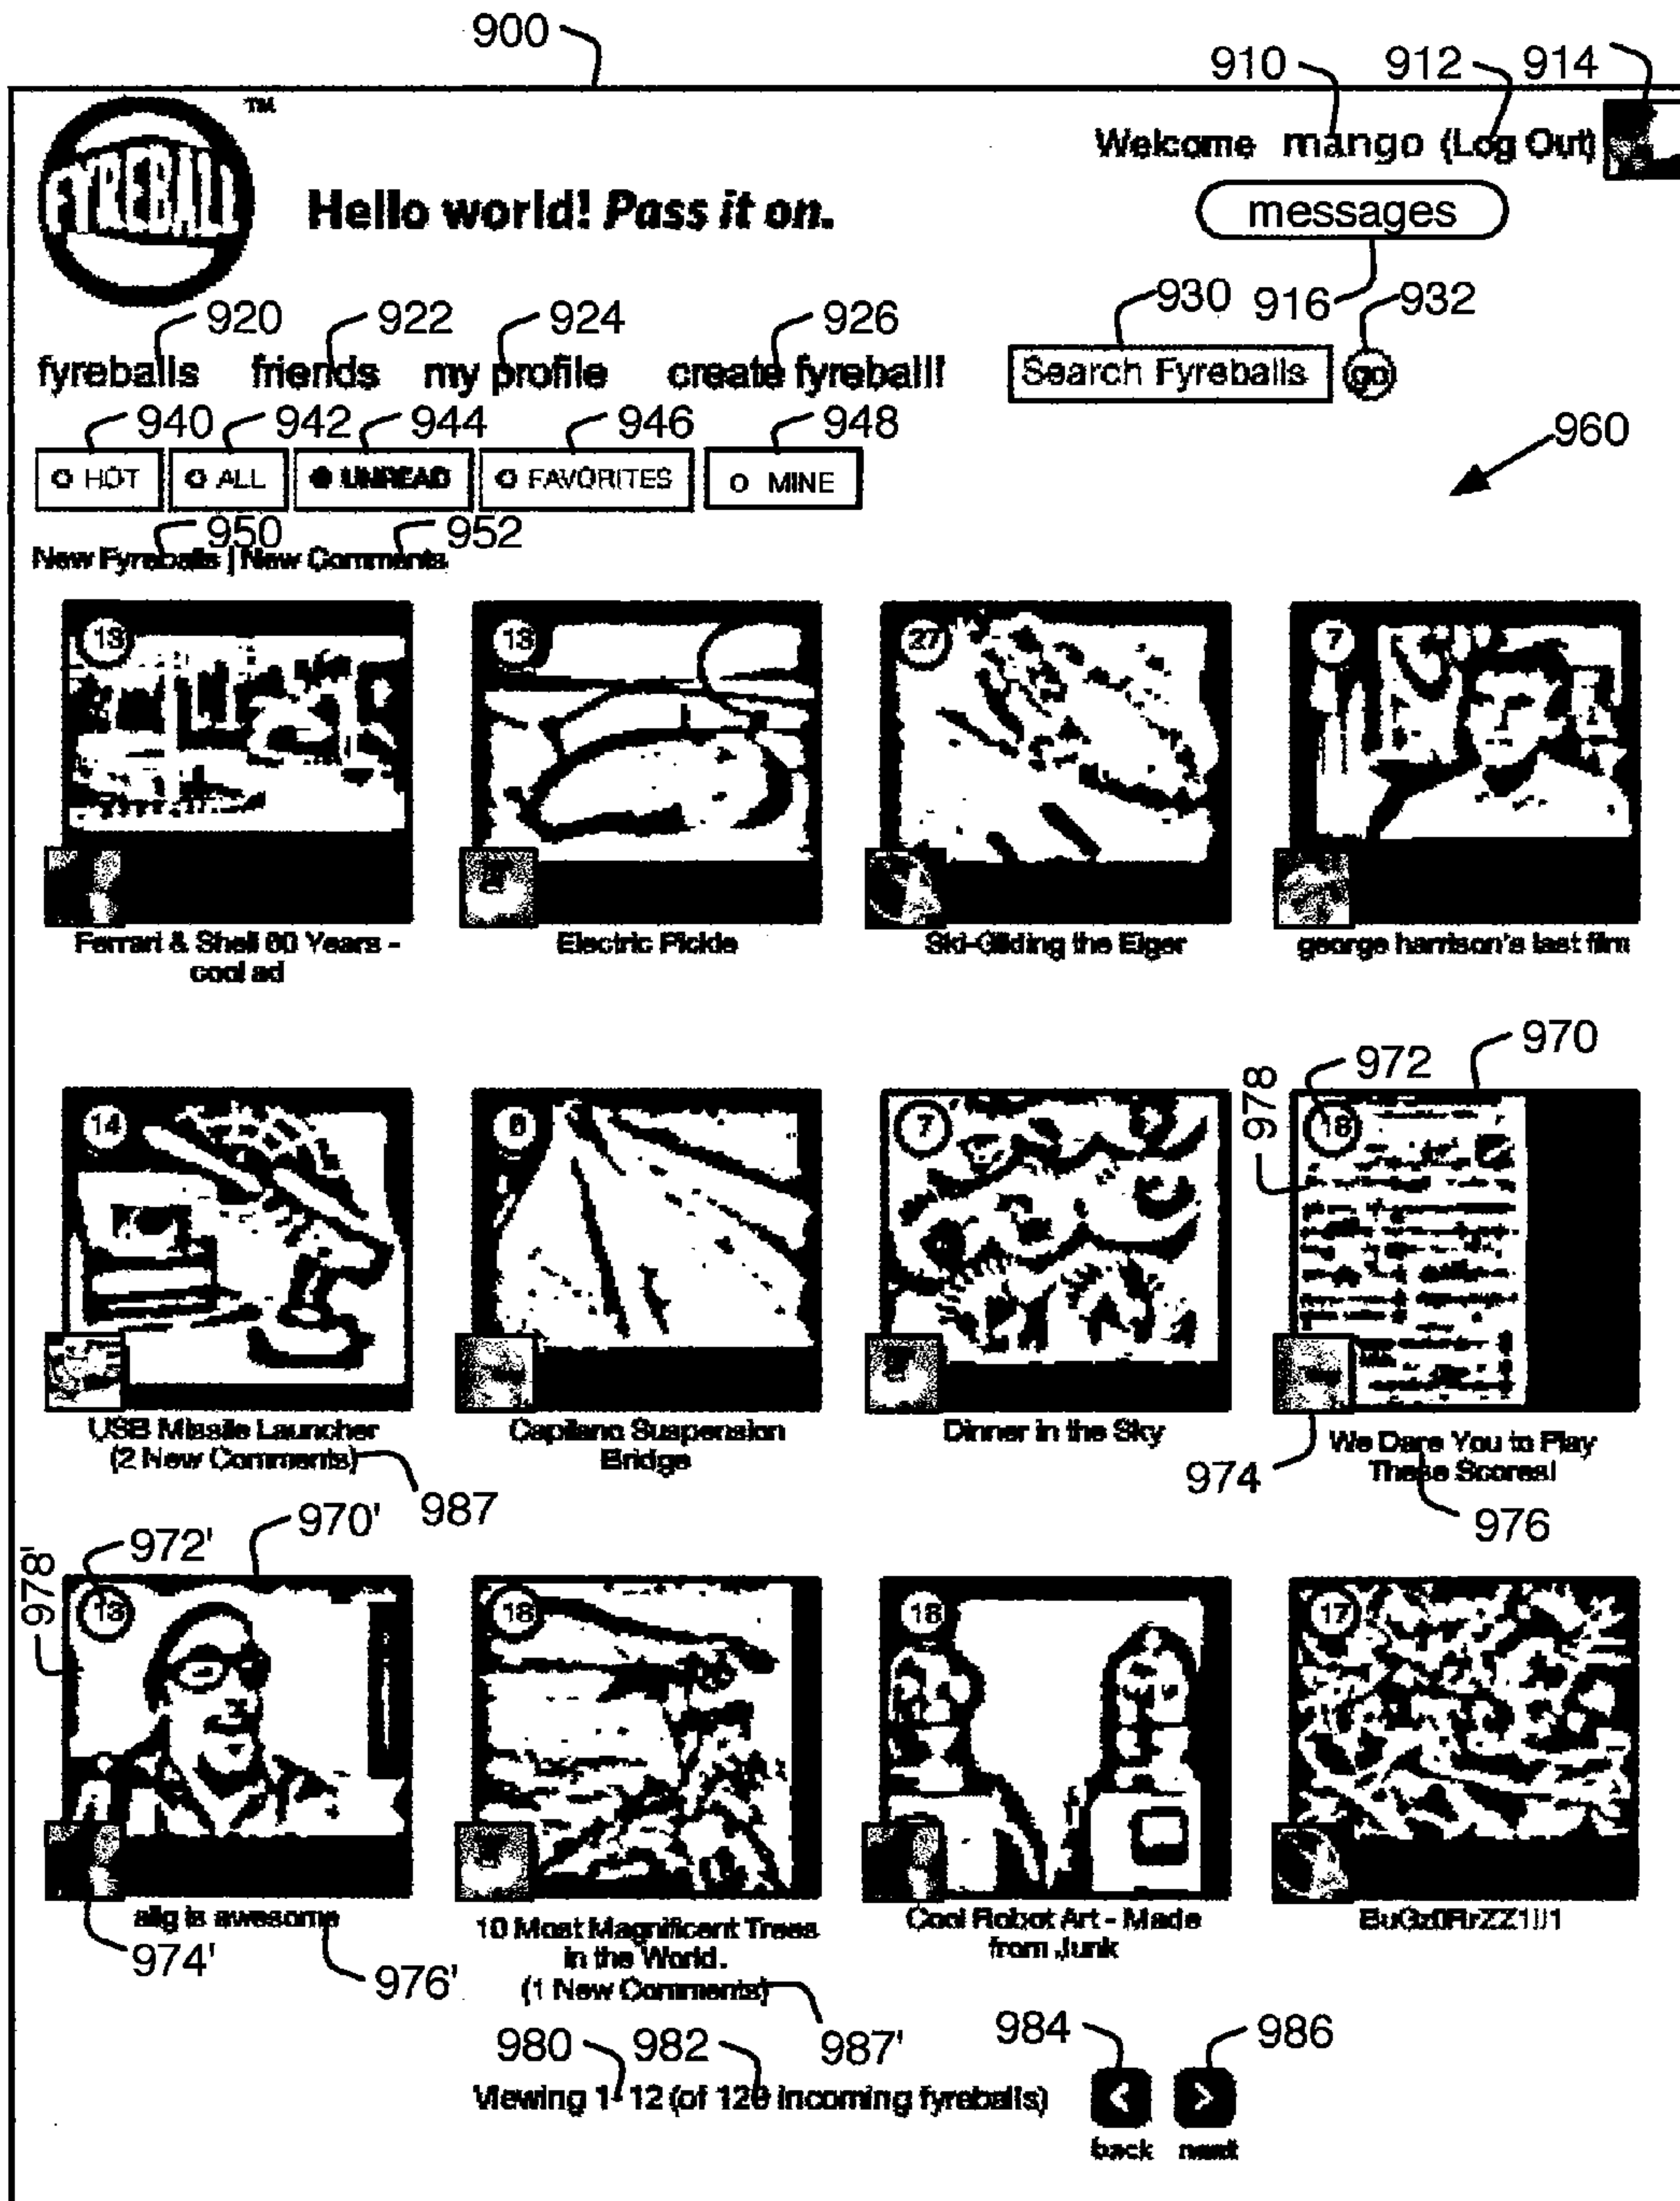 900
910 912 914
FYREBALL ™
Welcome mango (Log Out)
Hello world! Pass it on.
messages
920 922 924 926 930 916 932
fyreballs friends my profile create fyreball!
Search Fyreballs go
940 942 944 946 948 960
HOT ALL UNREAD FAVORITES MINE
950 952
New Fyreballs | New Comments
13 13 27 7
Ferrari & Shell 60 Years -
cool ad
Electric Pickle
Ski-Gliding the Eiger
george harrison's last film
978 972 970
14 7 18
USB Missile Launcher
(2 New Comments)
Capilano Suspension
Bridge
Dinner in the Sky
We Dare You to Play
These Scores!
974 976
987
978' 972' 970'
13 18 18 17
alig is awesome
10 Most Magnificent Trees
in the World.
(1 New Comments)
Cool Robot Art - Made
from Junk
974' 976'
980 982 987' 984 986
Viewing 1-12 (of 126 incoming fyreballs)
< >
back next